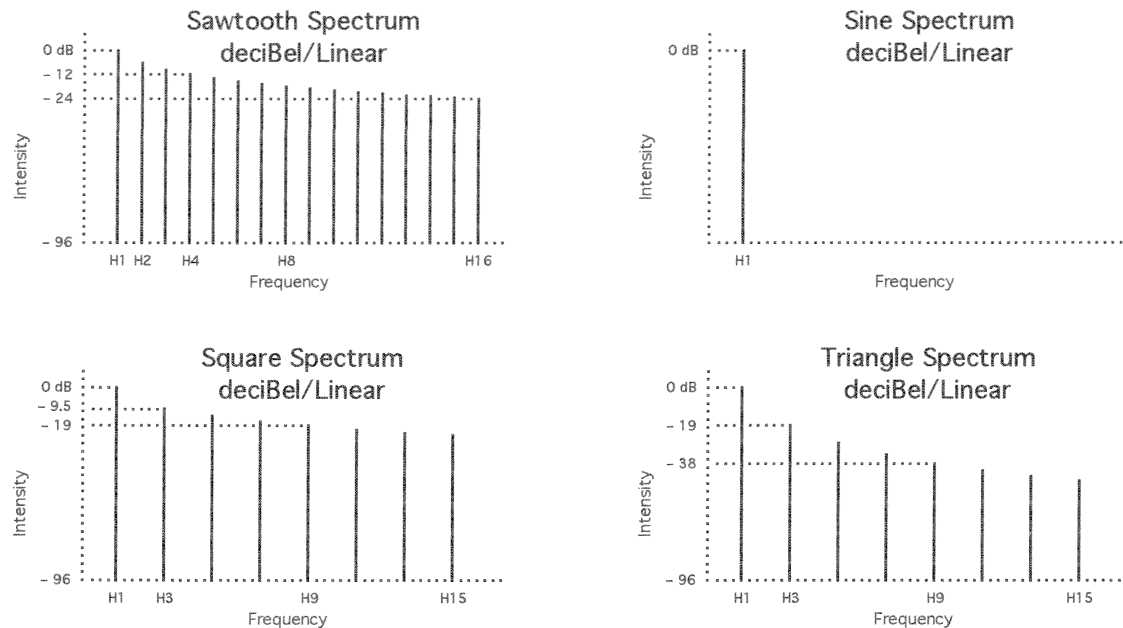 Sawtooth Spectrum
deciBel/Linear
0 dB
– 12
– 24
– 96
Intensity
H1 H2 H4 H8 H16
Frequency
Sine Spectrum
deciBel/Linear
0 dB
Intensity
H1
Frequency
Square Spectrum
deciBel/Linear
0 dB
– 9.5
– 19
– 96
Intensity
H1 H3 H9 H15
Frequency
Triangle Spectrum
deciBel/Linear
0 dB
– 19
– 38
– 96
Intensity
H1 H3 H9 H15
Frequency